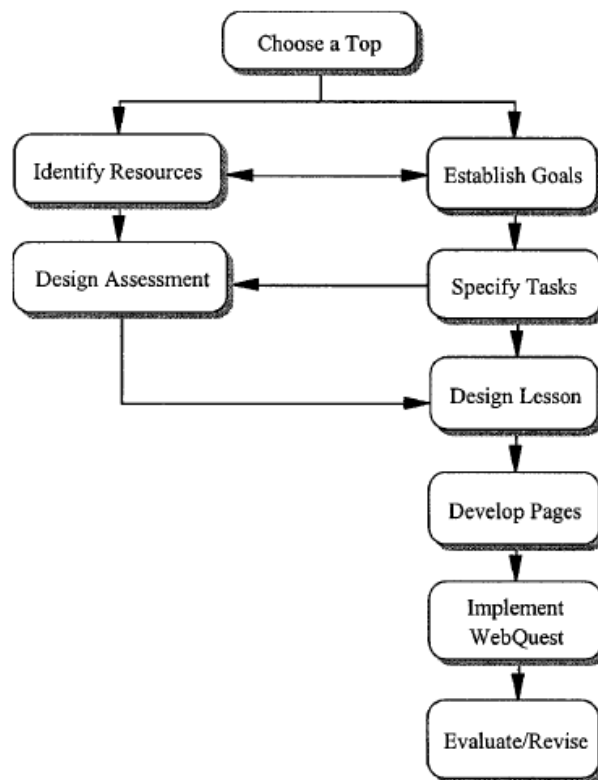 Choose a Top
Identify Resources
Establish Goals
Design Assessment
Specify Tasks
Design Lesson
Develop Pages
Implement
WebQuest
Evaluate/Revise